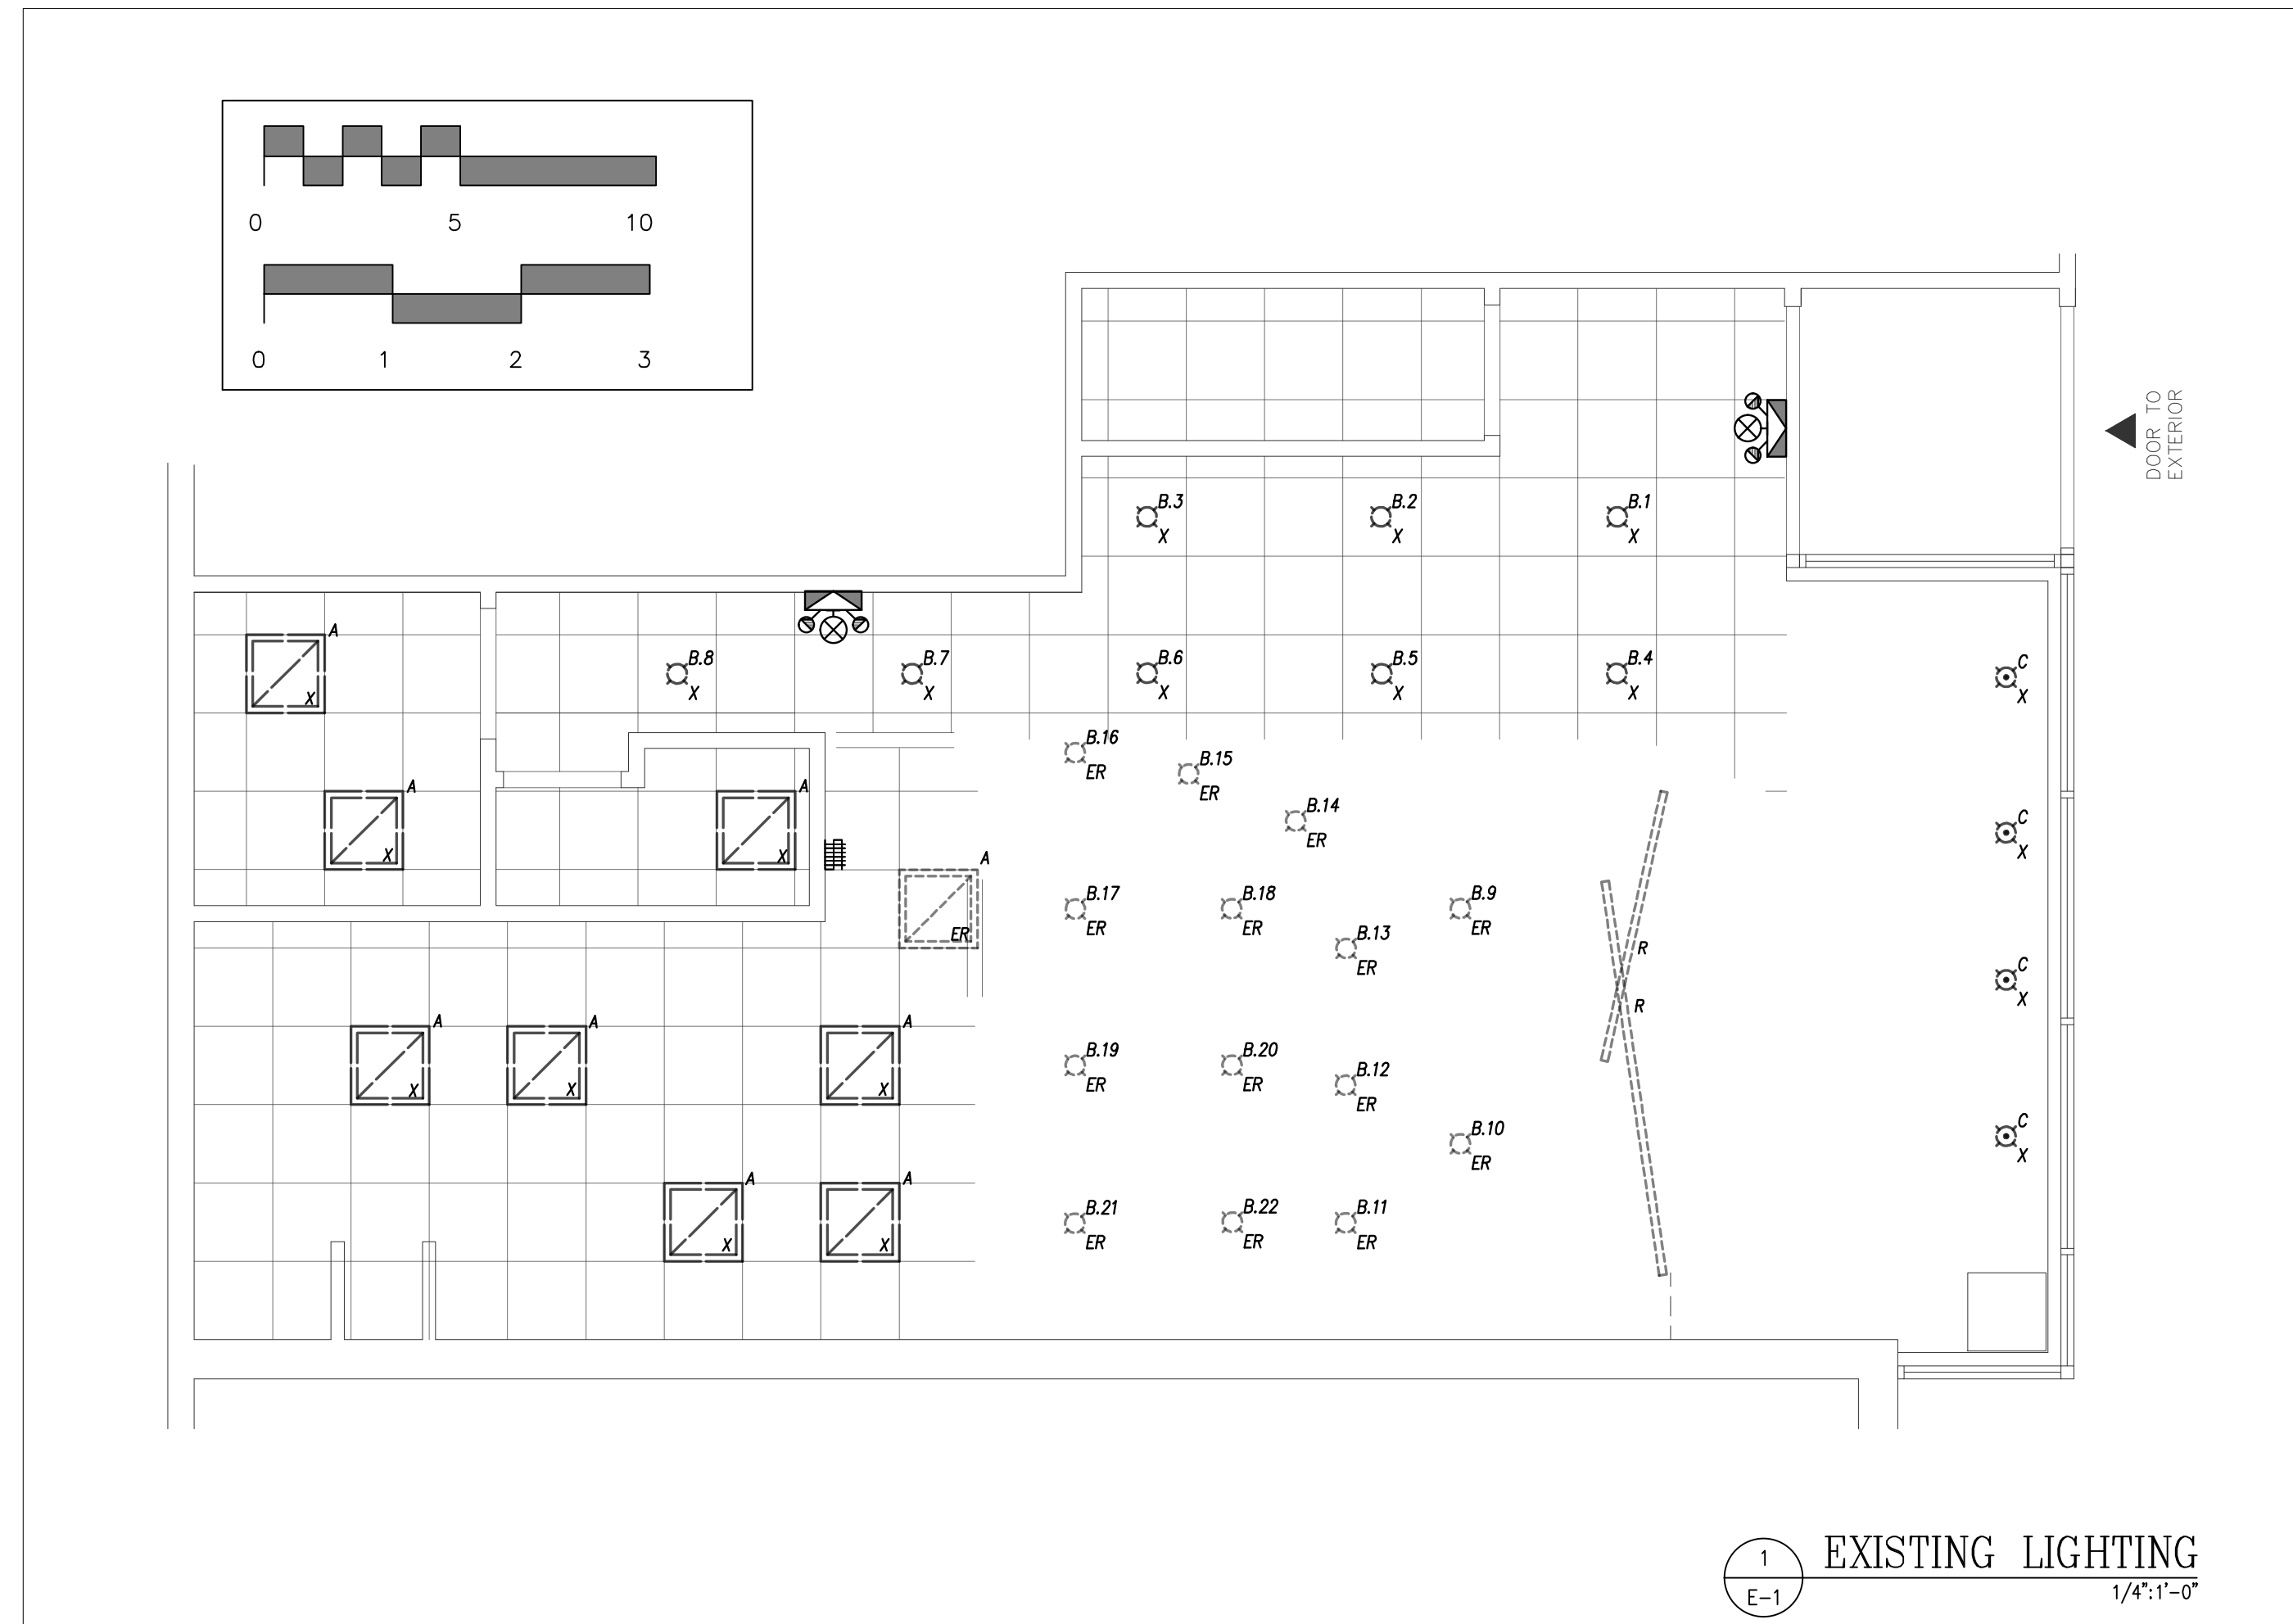 0 5 10
0 1 2 3
DOOR TO
EXTERIOR
B.3
X
B.2
X
B.1
X
A
X
B.8
X
B.7
X
B.6
X
B.5
X
B.4
X
C
X
B.16
ER
B.15
ER
B.14
ER
A
X
A
X
C
X
A
ER
B.17
ER
B.18
ER
B.13
ER
B.9
ER
R
R
C
X
A
X
A
X
A
X
B.19
ER
B.20
ER
B.12
ER
B.10
ER
C
X
A
X
A
X
B.21
ER
B.22
ER
B.11
ER
1
E-1
EXISTING LIGHTING
1/4":1'-0"